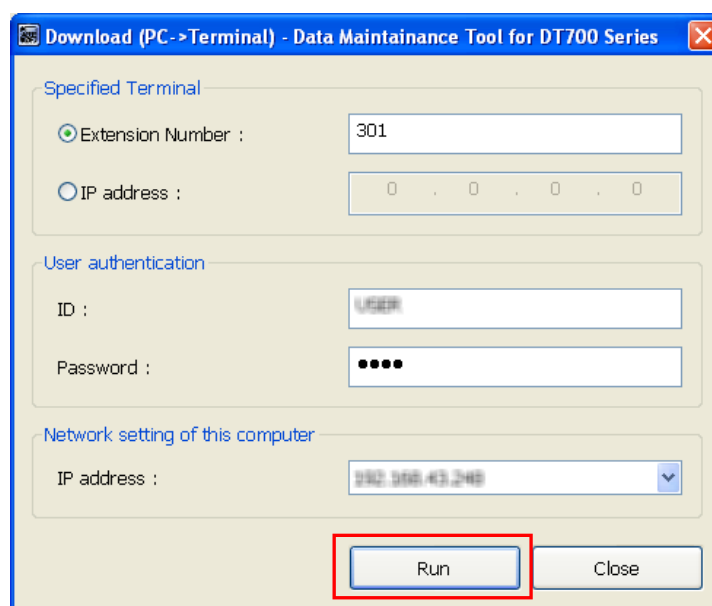 Download (PC->Terminal) - Data Maintainance Tool for DT700 Series
Specified Terminal
Extension Number : 301
IP address : 0 . 0 . 0 . 0
User authentication
ID :
Password : ●●●●
Network setting of this computer
IP address :
Run Close